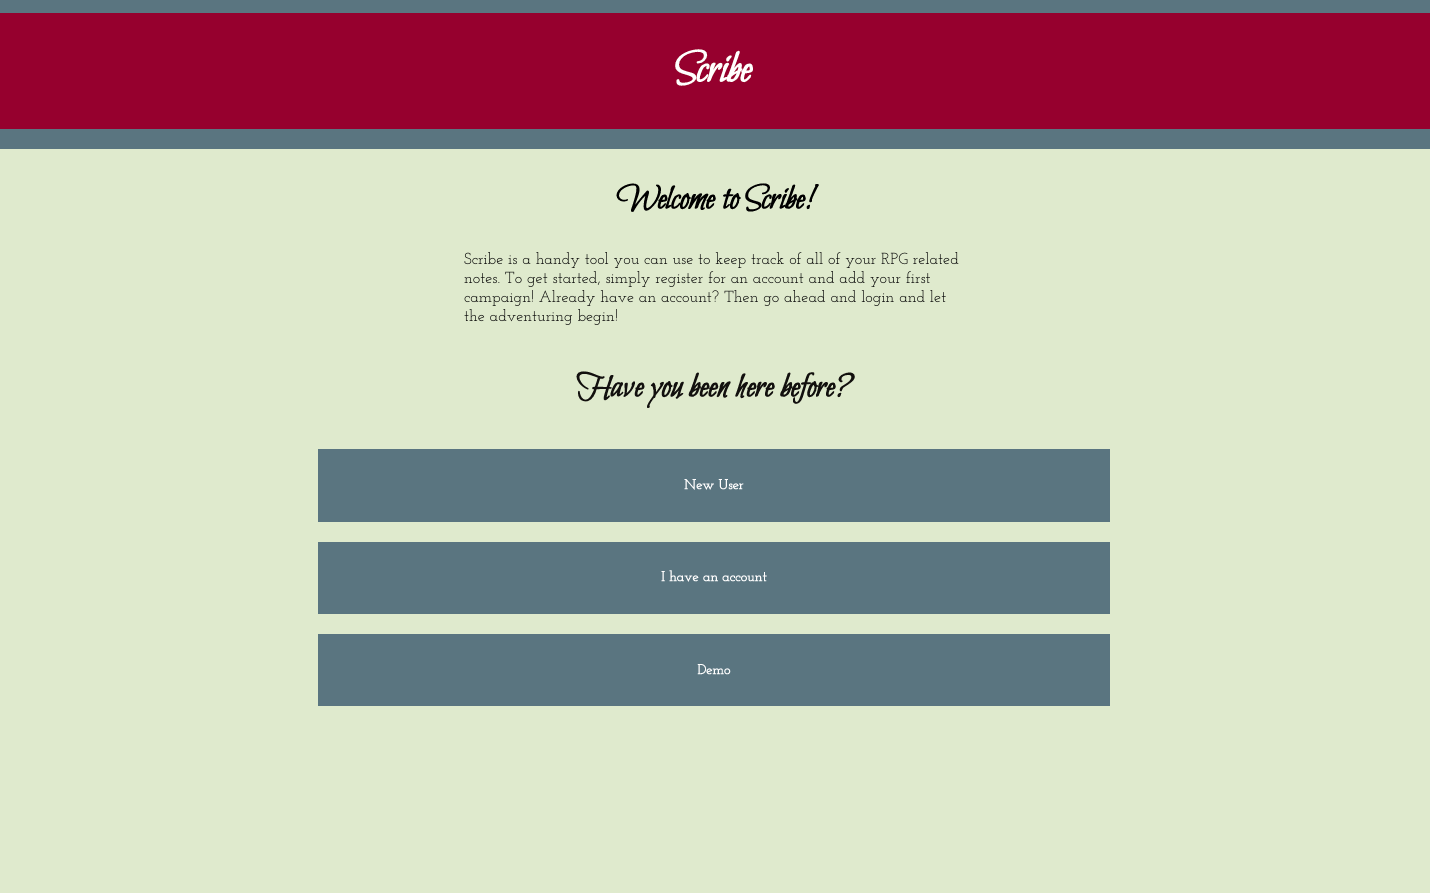 Scribe
Welcome to Scribe!
Scribe is a handy tool you can use to keep track of all of your RPG related
notes. To get started, simply register for an account and add your first
campaign! Already have an account? Then go ahead and login and let
the adventuring begin!
Have you been here before?
New User
I have an account
Demo